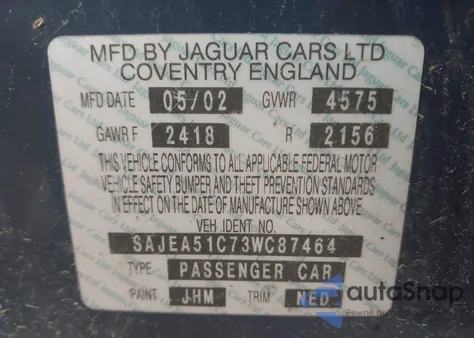 MFD BY JAGUAR CARS LTD
COVENTRY ENGLAND
MFD DATE 05/02 GVWR 4575
GAWR F 2418 R 2156
THIS VEHICLE CONFORMS TO ALL APPLICABLE FEDERAL MOTOR
VEHICLE SAFETY BUMPER AND THEFT PREVENTION STANDARDS
IN EFFECT ON DATE OF MANUFACTURE SHOWN ABOVE.
VEH IDENT NO.
SAJEA51C73WC87464
TYPE PASSENGER CAR
PAINT JHM TRIM NED
autoSnap